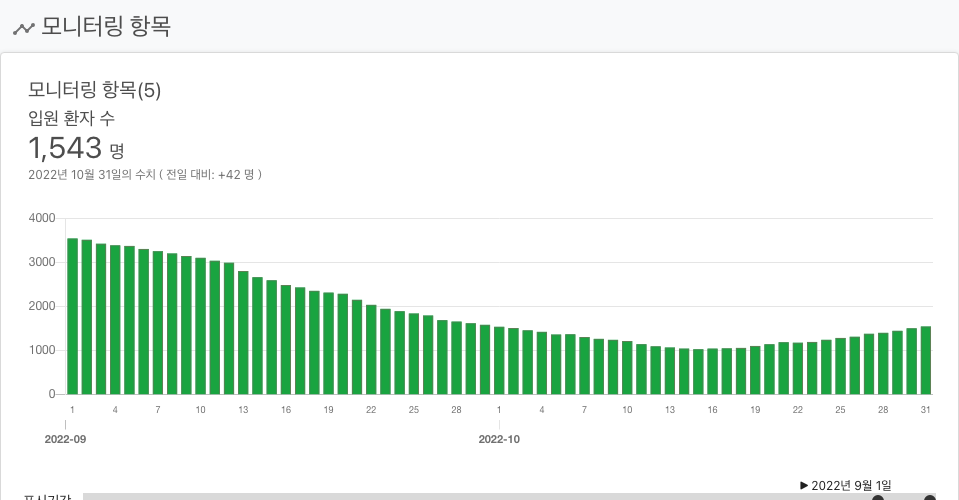 모니터링 항목
모니터링 항목(5)
입원 환자 수
1,543 명
2022년 10월 31일의 수치 ( 전일 대비: +42 명 )
4000
3000
2000
1000
0
1 4 7 10 13 16 19 22 25 28 1 4 7 10 13 16 19 22 25 28 31
2022-09 2022-10
▶ 2022년 9월 1일
표시기간